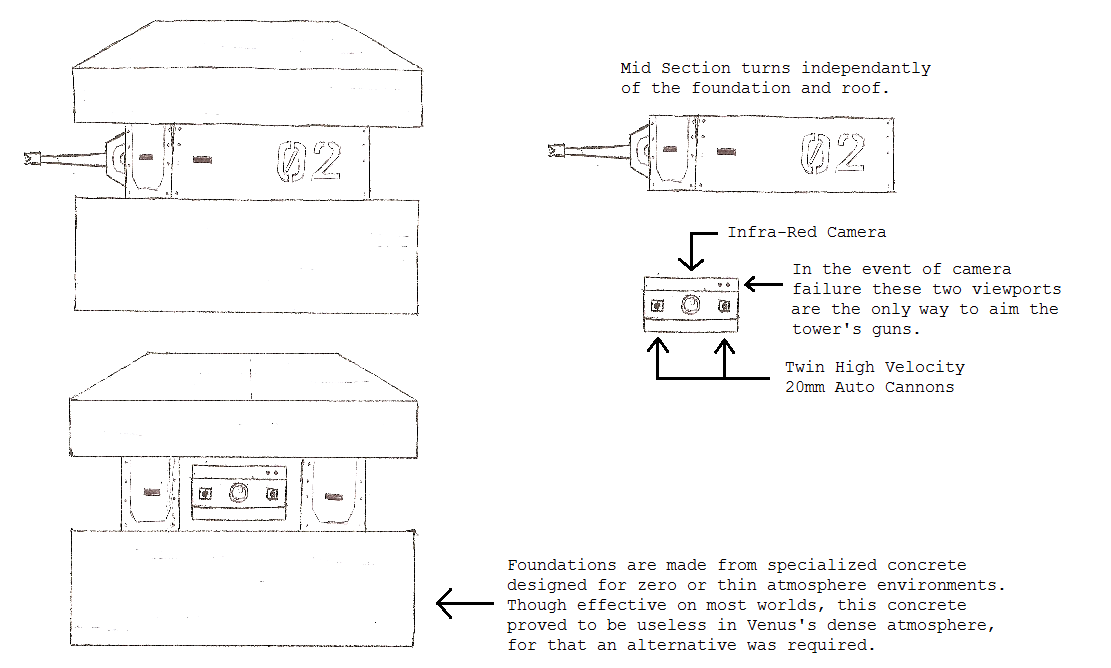 Mid Section turns independantly
of the foundation and roof.
02
02
Infra-Red Camera
In the event of camera
failure these two viewports
are the only way to aim the
tower's guns.
Twin High Velocity
20mm Auto Cannons
Foundations are made from specialized concrete
designed for zero or thin atmosphere environments.
Though effective on most worlds, this concrete
proved to be useless in Venus's dense atmosphere,
for that an alternative was required.